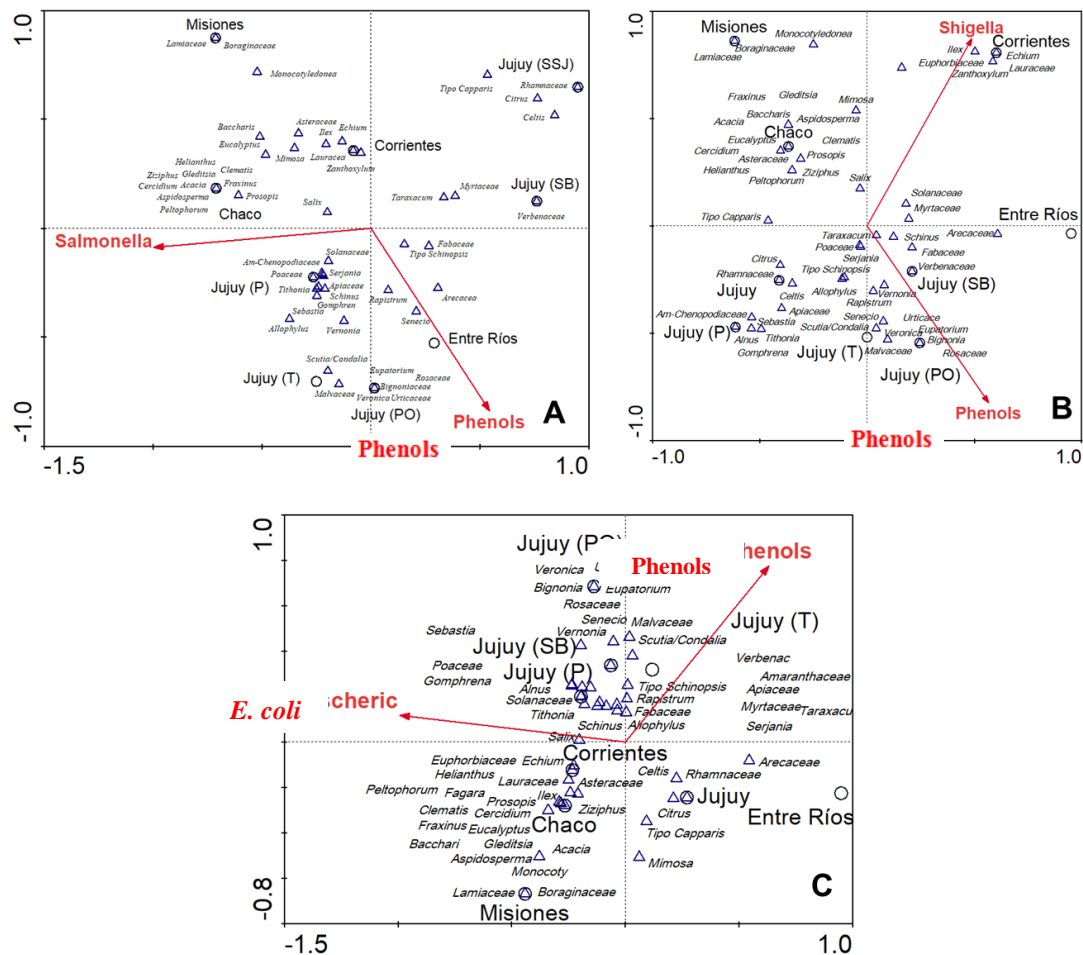 1.0
Misiones
Lamiaceae Boraginaceae
Monocotyledonea
Jujuy (SSJ)
Tipo Capparis
Rhamnaceae
Citrus
Celtis
Asteraceae
Baccharis
Ilex
Echium
Corrientes
Eucalyptus
Mimosa
Lauracea
Zanthoxylum
Helianthus
Ziziphus Gleditsia Clematis
Cercidium Acacia Fraxinus
Aspidosperma Prosopis
Peltophorum
Chaco
Salix
Taraxacum
Myrtaceae
Jujuy (SB)
Verbenaceae
Salmonella
Solanaceae
Am-Chenopodiaceae
Poaceae
Serjania
Fabaceae
Tipo Schinopsis
Jujuy (P)
Tithonia
Apiaceae
Schinus
Gomphren
Rapistrum
Arecacea
Sebastia
Allophylus
Vernonia
Senecio
Entre Ríos
Scutia/Condalia
Jujuy (T)
Malvaceae
Eupatorium
Rosaceae
Bignoniaceae
Veronica Urticaceae
Jujuy (PO)
Phenols
A
Phenols
-1.0
-1.5
1.0
1.0
Misiones
Monocotyledonea
Boraginaceae
Lamiaceae
Shigella
Corrientes
Ilex
Echium
Euphorbiaceae
Lauraceae
Zanthoxylum
Fraxinus Gleditsia
Mimosa
Baccharis
Acacia
Aspidosperma
Eucalyptus
Clematis
Chaco
Cercidium
Prosopis
Asteraceae
Helianthus
Ziziphus
Peltophorum
Salix
Solanaceae
Myrtaceae
Tipo Capparis
Entre Ríos
Taraxacum
Schinus
Arecaceae
Poaceae
Fabaceae
Serjania
Verbenaceae
Citrus
Rhamnaceae
Tipo Schinopsis
Jujuy (SB)
Jujuy
Celtis
Allophylus
Vernonia
Rapistrum
Am-Chenopodiaceae
Apiaceae
Senecio
Urticace
Sebastia
Scutia/Condalia
Veronica
Eupatorium
Jujuy (P)
Alnus
Tithonia
Bignonia
Gomphrena
Jujuy (T)
Malvaceae
Rosaceae
Jujuy (PO)
Phenols
B
Phenols
-1.0
-1.0
1.0
1.0
Jujuy (PO)
Phenols
henols
Veronica
Bignonia
Eupatorium
Rosaceae
Senecio
Malvaceae
Jujuy (T)
Sebastia
Vernonia
Scutia/Condalia
Jujuy (SB)
Verbenac
Poaceae
Jujuy (P)
Amaranthaceae
Gomphrena
Alnus
Tipo Schinopsis
Apiaceae
Solanaceae
Rapistrum
Myrtaceae
Taraxacu
E. coli
scheric
Tithonia
Fabaceae
Schinus
Allophylus
Serjania
Salix
Corrientes
Euphorbiaceae
Echium
Arecaceae
Helianthus
Celtis
Rhamnaceae
Lauraceae
Asteraceae
Peltophorum
Fagara
Ilex
Prosopis
Jujuy
Clematis
Cercidium
Ziziphus
Citrus
Entre Ríos
Fraxinus
Eucalyptus
Chaco
Tipo Capparis
Bacchari
Gleditsia
Acacia
Aspidosperma
Mimosa
Monocoty
C
Lamiaceae
Boraginaceae
Misiones
-0.8
-1.5
1.0